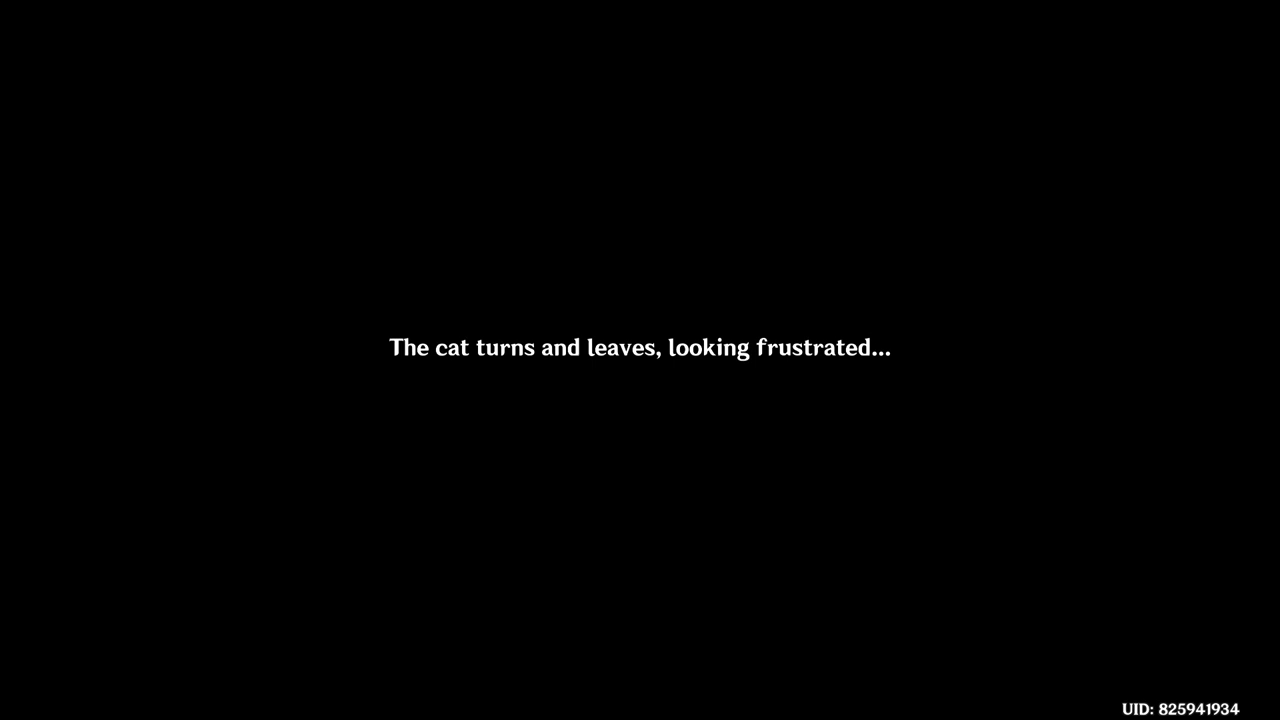 The cat turns and leaves, looking frustrated...
UID: 825941934